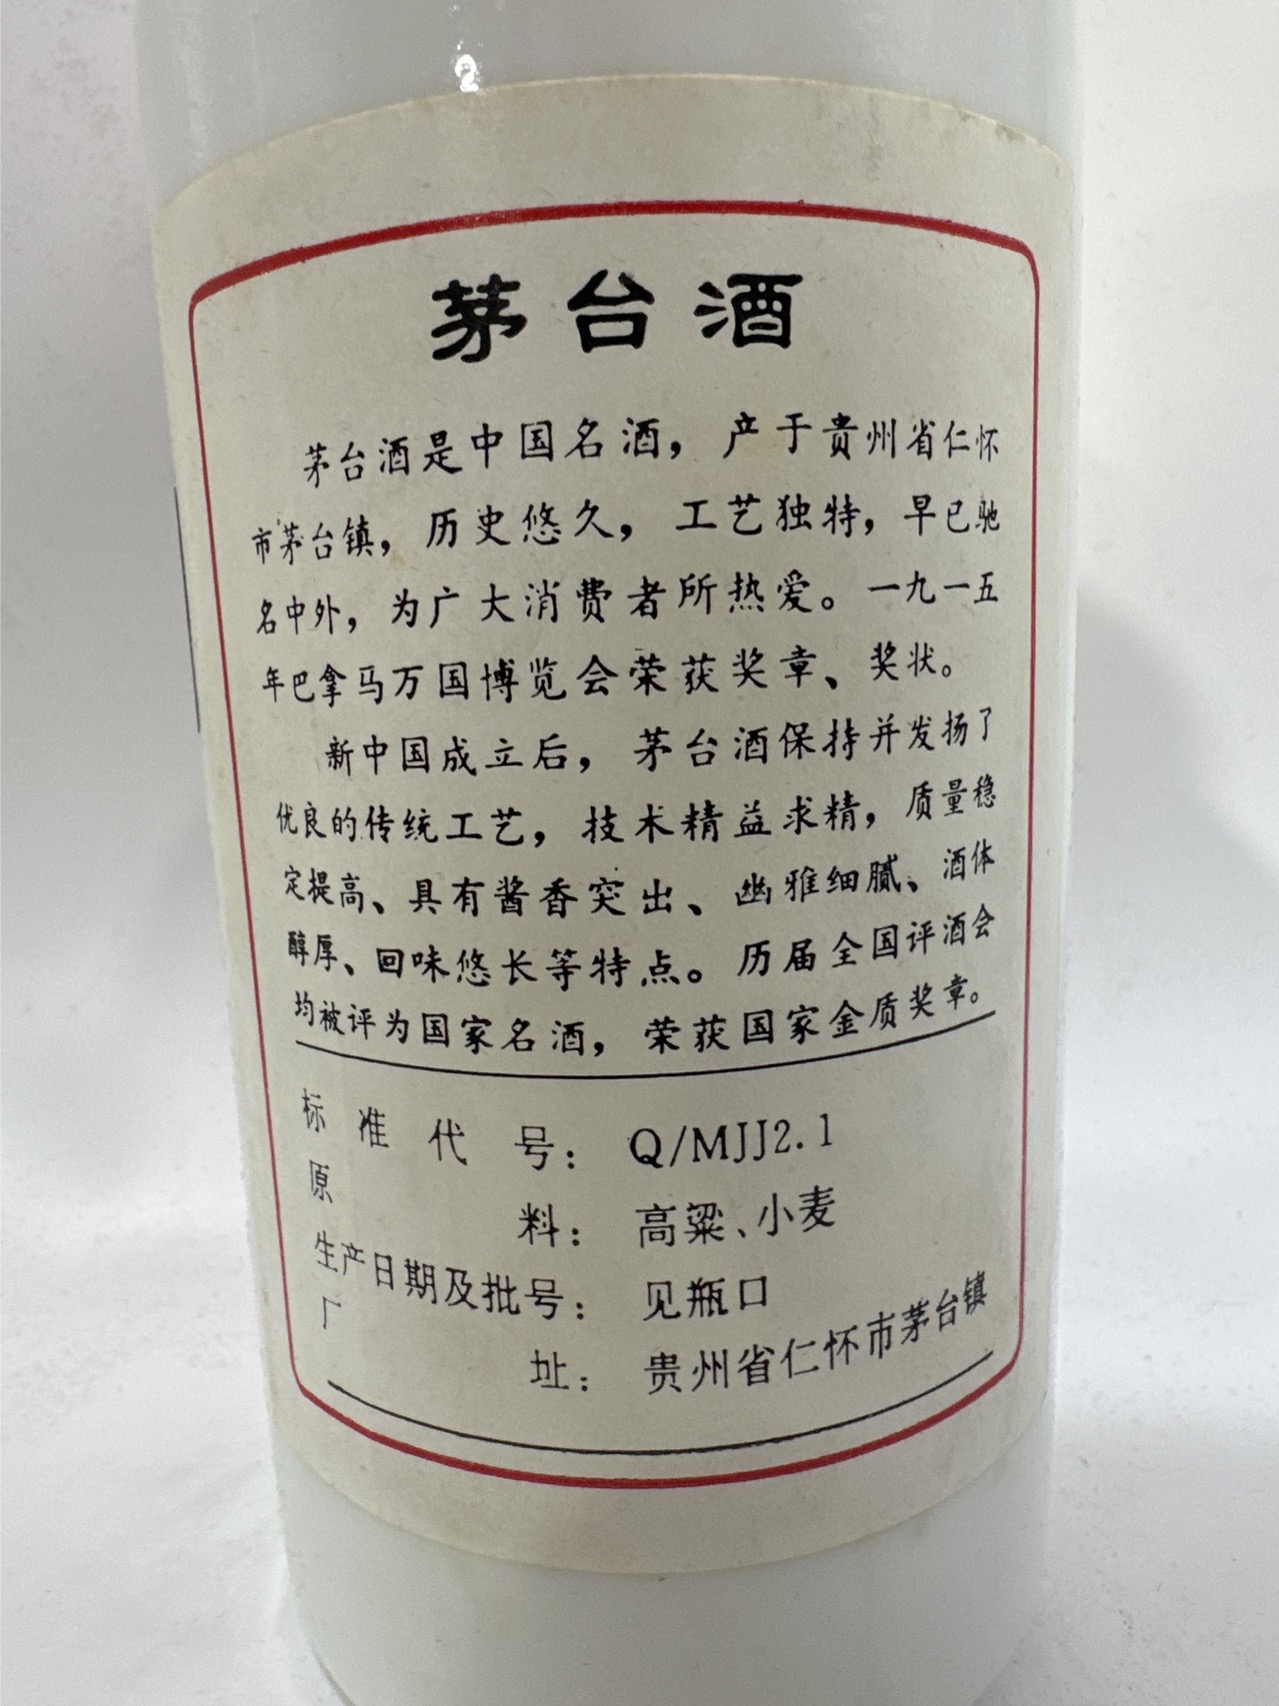 茅台酒
茅台酒是中国名酒，产于贵州省仁怀
市茅台镇，历史悠久，工艺独特，早已驰
名中外，为广大消费者所热爱。一九一五
年巴拿马万国博览会荣获奖章、奖状。
新中国成立后，茅台酒保持并发扬了
优良的传统工艺，技术精益求精，质量稳
定提高、具有酱香突出、幽雅细腻、酒体
醇厚、回味悠长等特点。历届全国评酒会
均被评为国家名酒，荣获国家金质奖章。
标准代号：Q/MJJ2.1
原料：高粱、小麦
生产日期及批号：见瓶口
厂址：贵州省仁怀市茅台镇